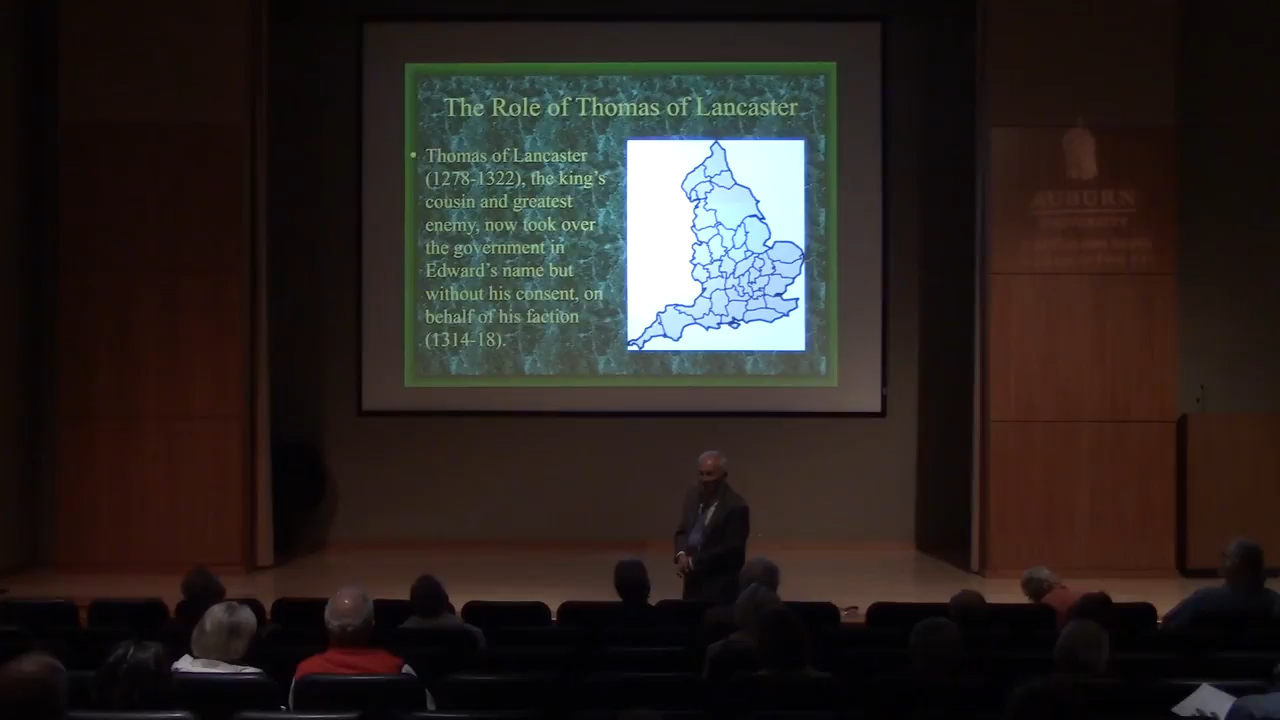 The Role of Thomas of Lancaster
• Thomas of Lancaster
(1278-1322), the king's
cousin and greatest
enemy, now took over
the government in
Edward's name but
without his consent, on
behalf of his faction
(1314-18).
AUBURN
UNIVERSITY